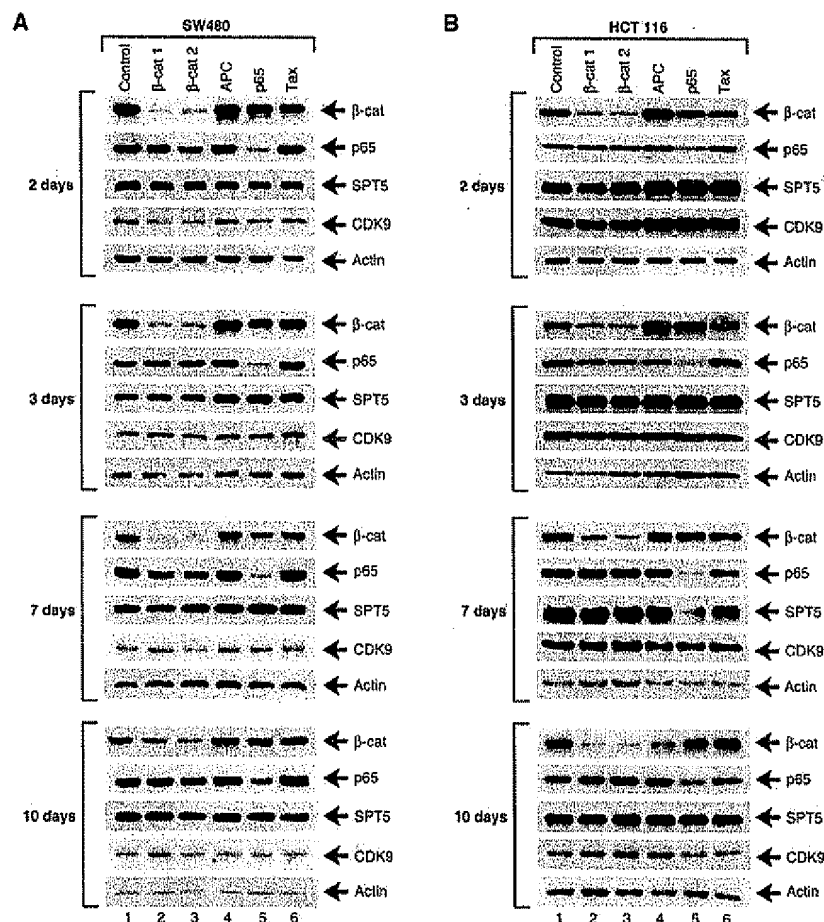 A
SW480
Control
β-cat 1
β-cat 2
APC
p65
Tax
2 days
β-cat
p65
SPT5
CDK9
Actin
3 days
β-cat
p65
SPT5
CDK9
Actin
7 days
β-cat
p65
SPT5
CDK9
Actin
10 days
β-cat
p65
SPT5
CDK9
Actin
1 2 3 4 5 6
B
HCT 116
Control
β-cat 1
β-cat 2
APC
p65
Tax
2 days
β-cat
p65
SPT5
CDK9
Actin
3 days
β-cat
p65
SPT5
CDK9
Actin
7 days
β-cat
p65
SPT5
CDK9
Actin
10 days
β-cat
p65
SPT5
CDK9
Actin
1 2 3 4 5 6